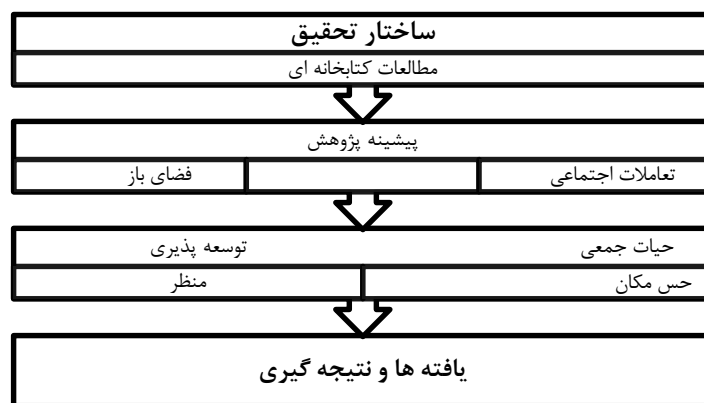 ساختار تحقیق
مطالعات کتابخانه ای
پیشینه پژوهش
تعاملات اجتماعی
فضای باز
حیات جمعی
توسعه پذیری
حس مکان
منظر
یافته ها و نتیجه گیری